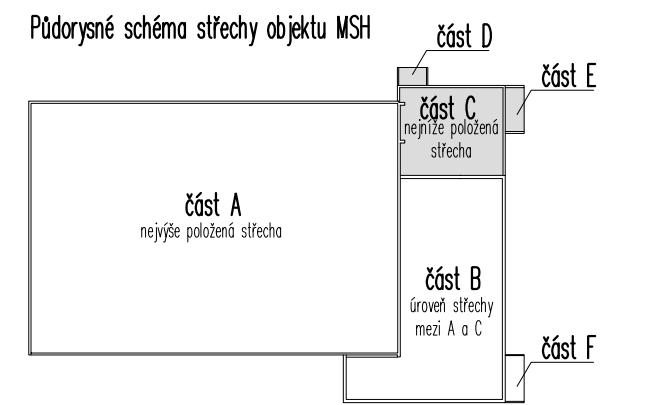 Půdorysné schéma střechy objektu MSH
část D
část E
část C
nejníže položená
střecha
část A
nejvýše položená střecha
část B
úroveň střechy
mezi A a C
část F